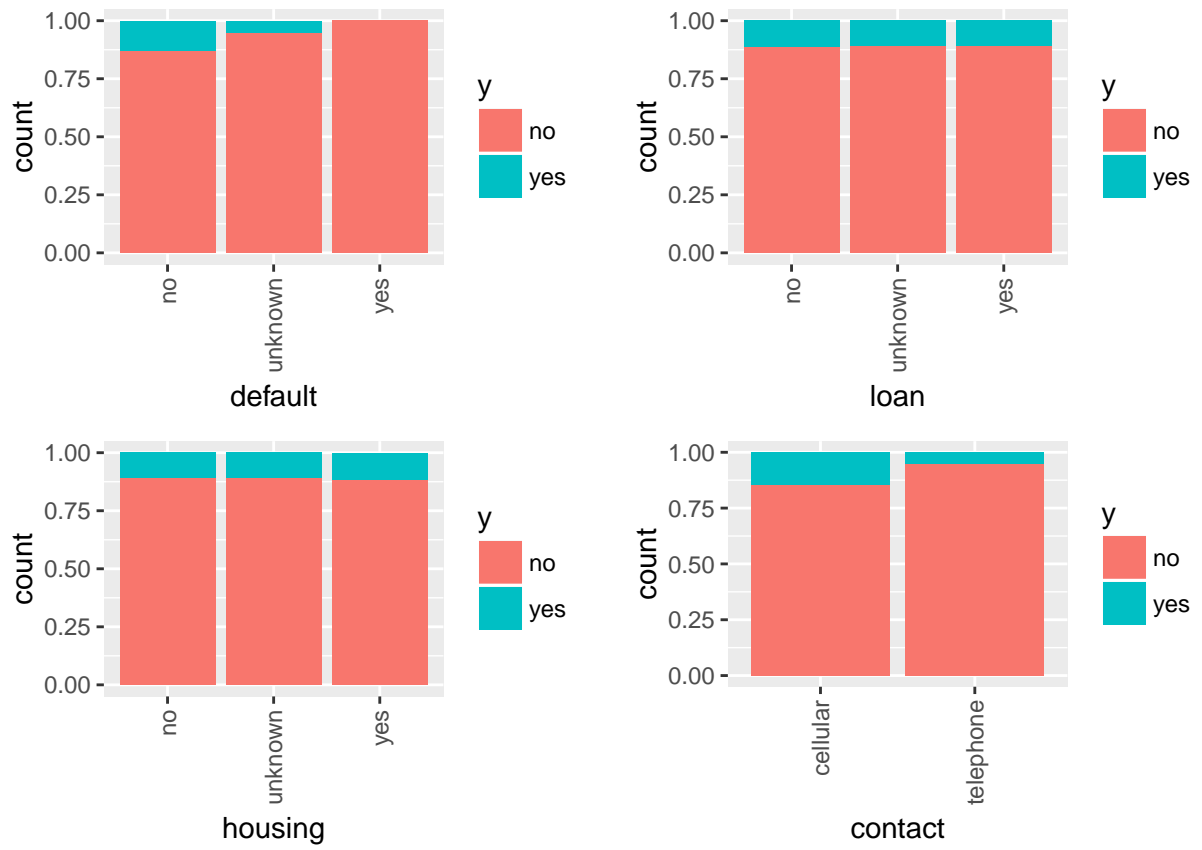 1.00
0.75
0.50
0.25
0.00
count
no
unknown
yes
default
y
no
yes
1.00
0.75
0.50
0.25
0.00
count
no
unknown
yes
loan
y
no
yes
1.00
0.75
0.50
0.25
0.00
count
no
unknown
yes
housing
y
no
yes
1.00
0.75
0.50
0.25
0.00
count
cellular
telephone
contact
y
no
yes